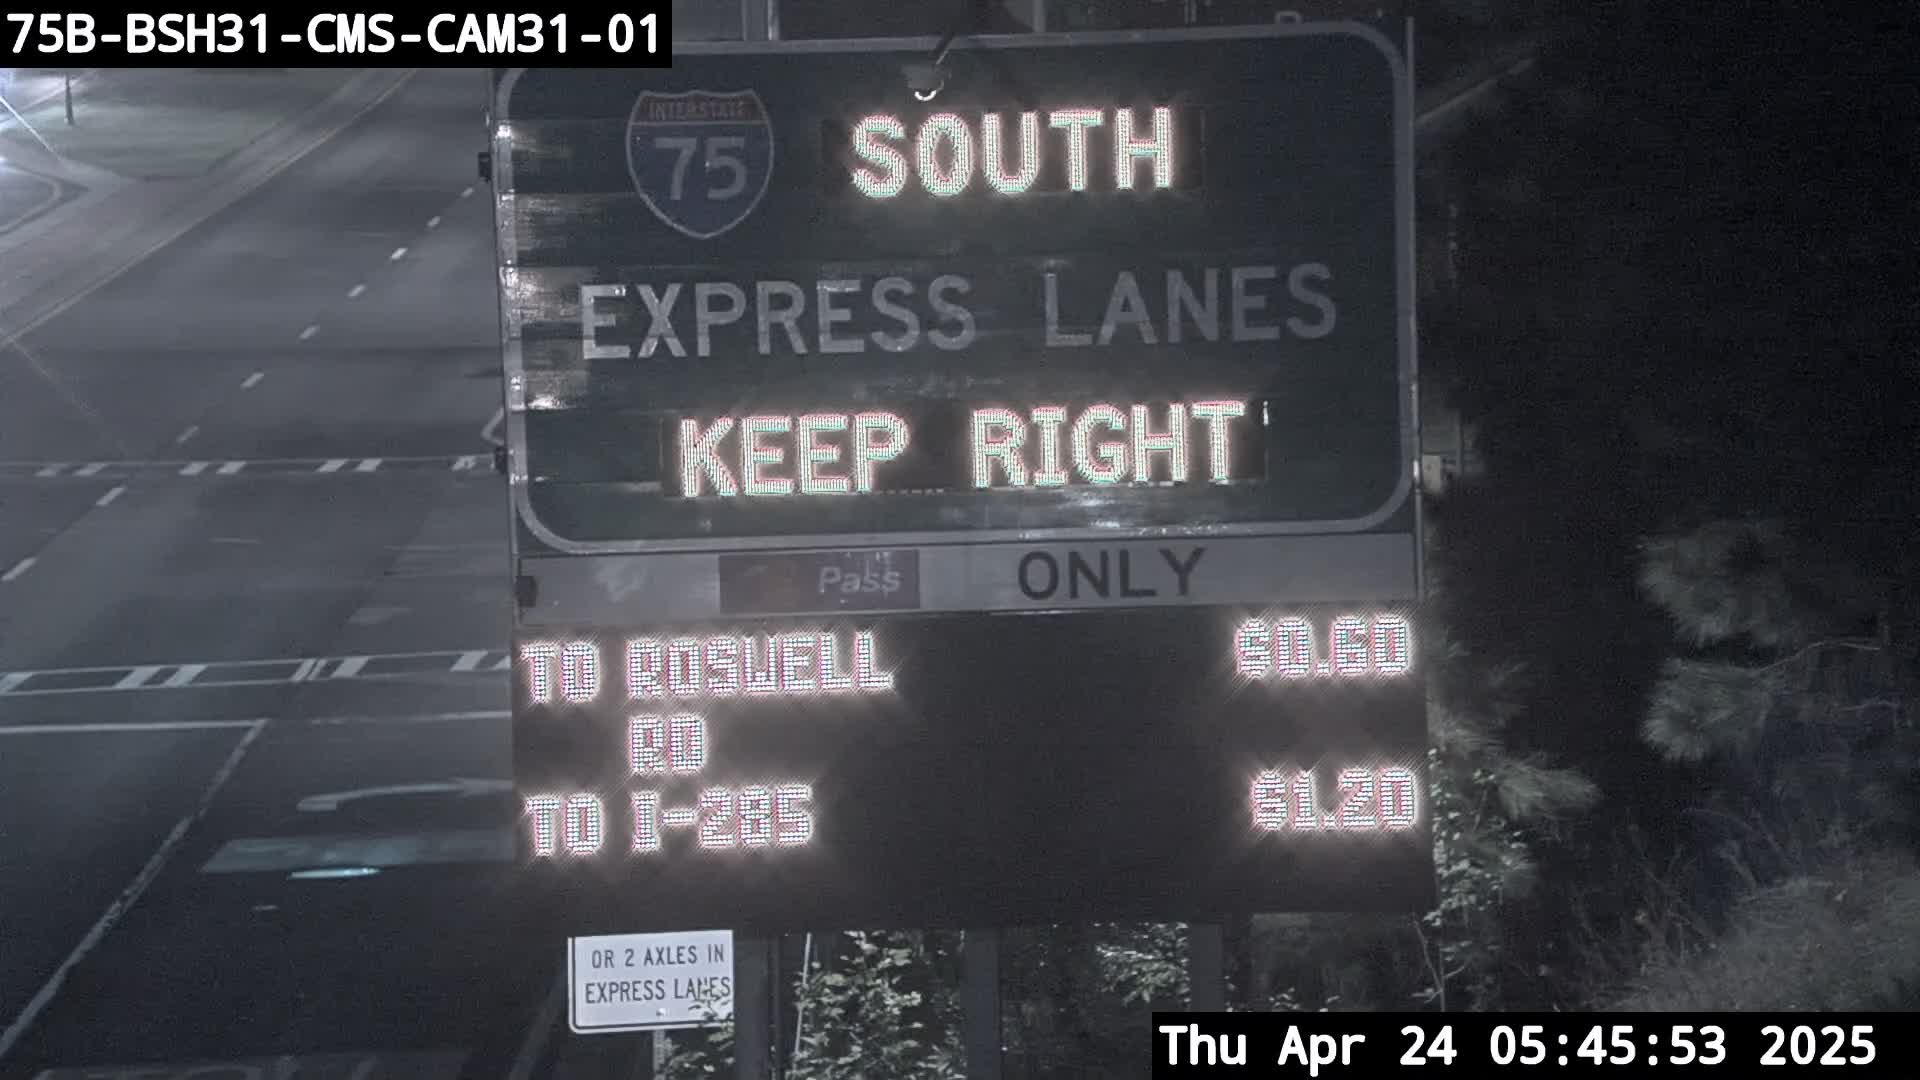 75B-BSH31-CMS-CAM31-01
INTERSTATE
75
SOUTH
EXPRESS LANES
KEEP RIGHT
Pass ONLY
TO ROSWELL $0.60
RD
TO I-285 $1.20
OR 2 AXLES IN
EXPRESS LANES
Thu Apr 24 05:45:53 2025